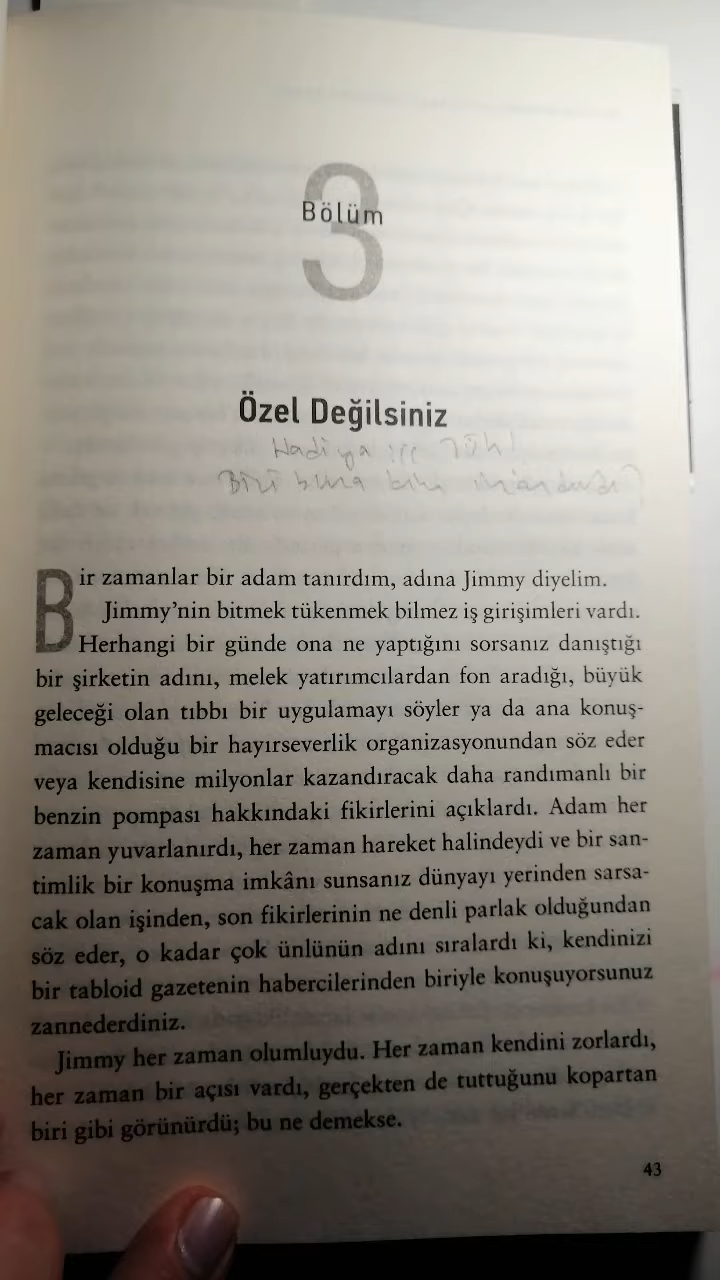 3
Bölüm
Özel Değilsiniz
Hadi ya !!! Tüh!
Biri buna beni inandırdı?
Bir zamanlar bir adam tanırdım, adına Jimmy diyelim.
Jimmy’nin bitmek tükenmek bilmez iş girişimleri vardı.
Herhangi bir günde ona ne yaptığını sorsanız danıştığı
bir şirketin adını, melek yatırımcılardan fon aradığı, büyük
geleceği olan tıbbı bir uygulamayı söyler ya da ana konuş-
macısı olduğu bir hayırseverlik organizasyonundan söz eder
veya kendisine milyonlar kazandıracak daha randımanlı bir
benzin pompası hakkındaki fikirlerini açıklardı. Adam her
zaman yuvarlanırdı, her zaman hareket halindeydi ve bir san-
timlik bir konuşma imkânı sunsanız dünyayı yerinden sarsa-
cak olan işinden, son fikirlerinin ne denli parlak olduğundan
söz eder, o kadar çok ünlünün adını sıralardı ki, kendinizi
bir tabloid gazetenin habercilerinden biriyle konuşuyorsunuz
zannederdiniz.
Jimmy her zaman olumluydu. Her zaman kendini zorlardı,
her zaman bir açısı vardı, gerçekten de tuttuğunu kopartan
biri gibi görünürdü; bu ne demekse.
43